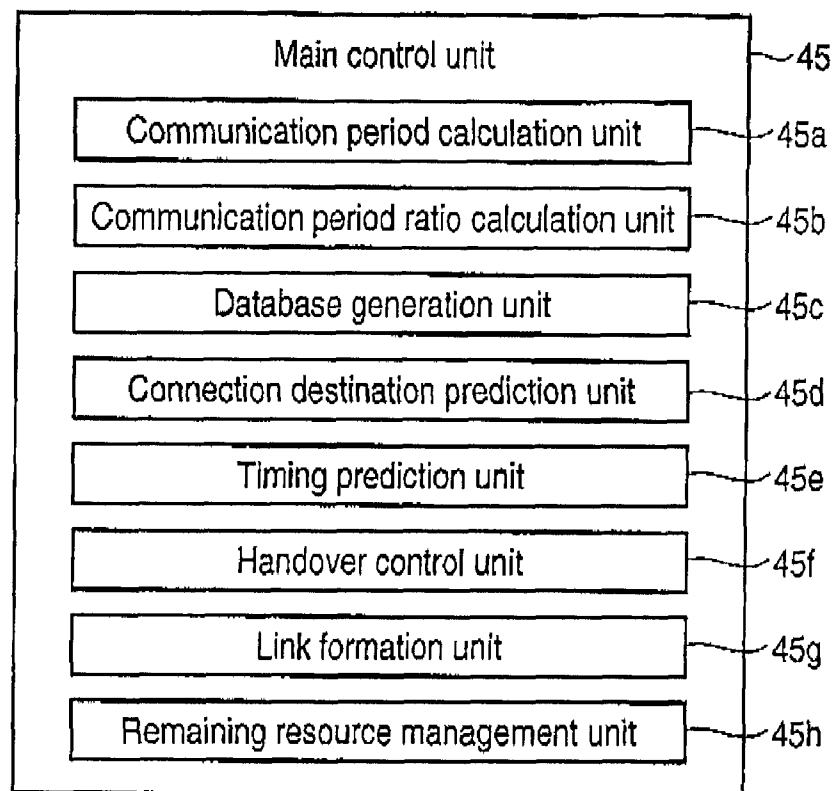 Main control unit 45
Communication period calculation unit 45a
Communication period ratio calculation unit 45b
Database generation unit 45c
Connection destination prediction unit 45d
Timing prediction unit 45e
Handover control unit 45f
Link formation unit 45g
Remaining resource management unit 45h